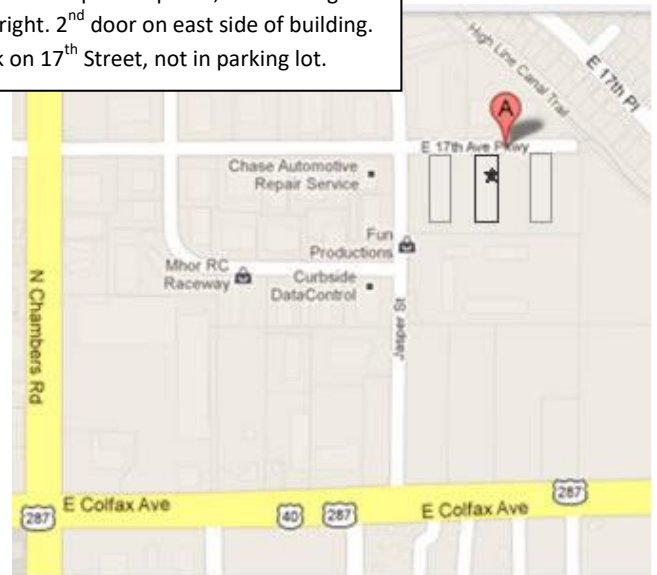 right. 2nd door on east side of building.
on 17th Street, not in parking lot.
High Line Canal Trail
E 17th Pl
A
E 17th Ave Pkwy
Chase Automotive
Repair Service
Fun
Productions
Mhor RC
Raceway
Curbside
DataControl
N Chambers Rd
Jasper St
287
E Colfax Ave
E Colfax Ave
287
40
287